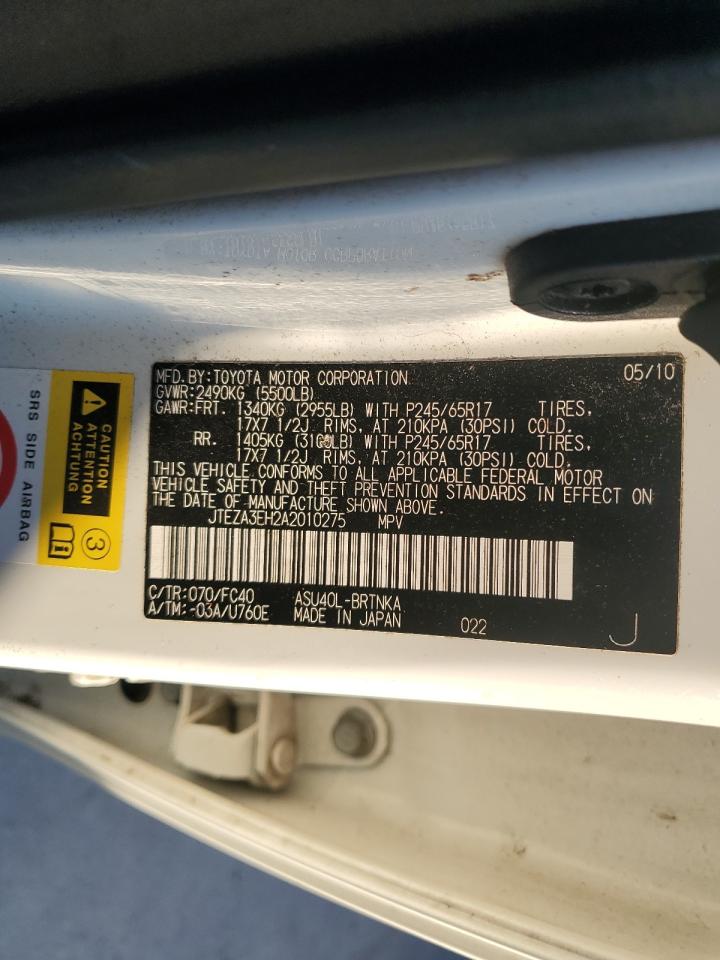 MFD.BY:TOYOTA MOTOR CORPORATION 05/10
GVWR:2490KG (5500LB)
GAWR:FRT. 1340KG (2955LB) WITH P245/65R17 TIRES,
17X7 1/2J RIMS, AT 210KPA (30PSI) COLD.
RR. 1405KG (3100LB) WITH P245/65R17 TIRES,
17X7 1/2J RIMS, AT 210KPA (30PSI) COLD.
THIS VEHICLE CONFORMS TO ALL APPLICABLE FEDERAL MOTOR
VEHICLE SAFETY AND THEFT PREVENTION STANDARDS IN EFFECT ON
THE DATE OF MANUFACTURE SHOWN ABOVE.
JTEZA3EH2A2010275 MPV
C/TR:070/FC40 ASU40L-BRTNKA
A/TM:-03A/U760E MADE IN JAPAN 022 J
CAUTION
ATTENTION
ACHTUNG
3
SRS SIDE AIRBAG